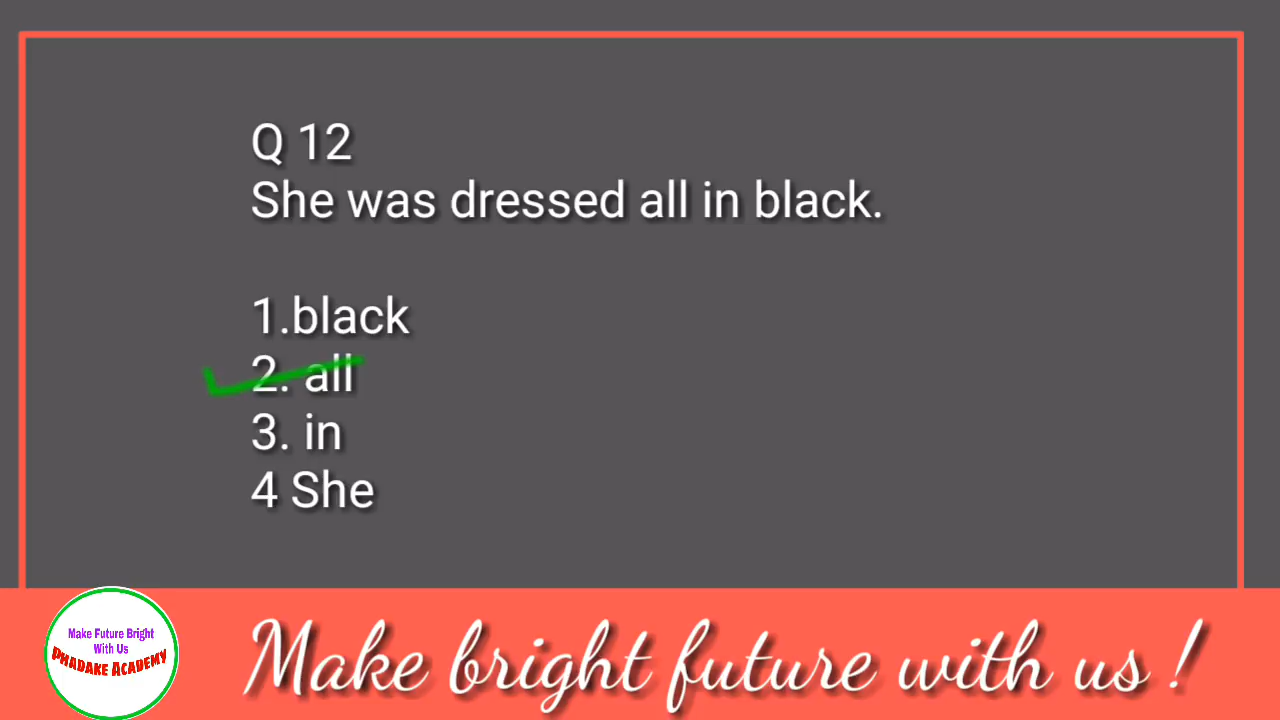 Q 12
She was dressed all in black.
1.black
2. all
3. in
4 She
Make Future Bright
With Us
PHADAKE ACADEMY
Make bright future with us !